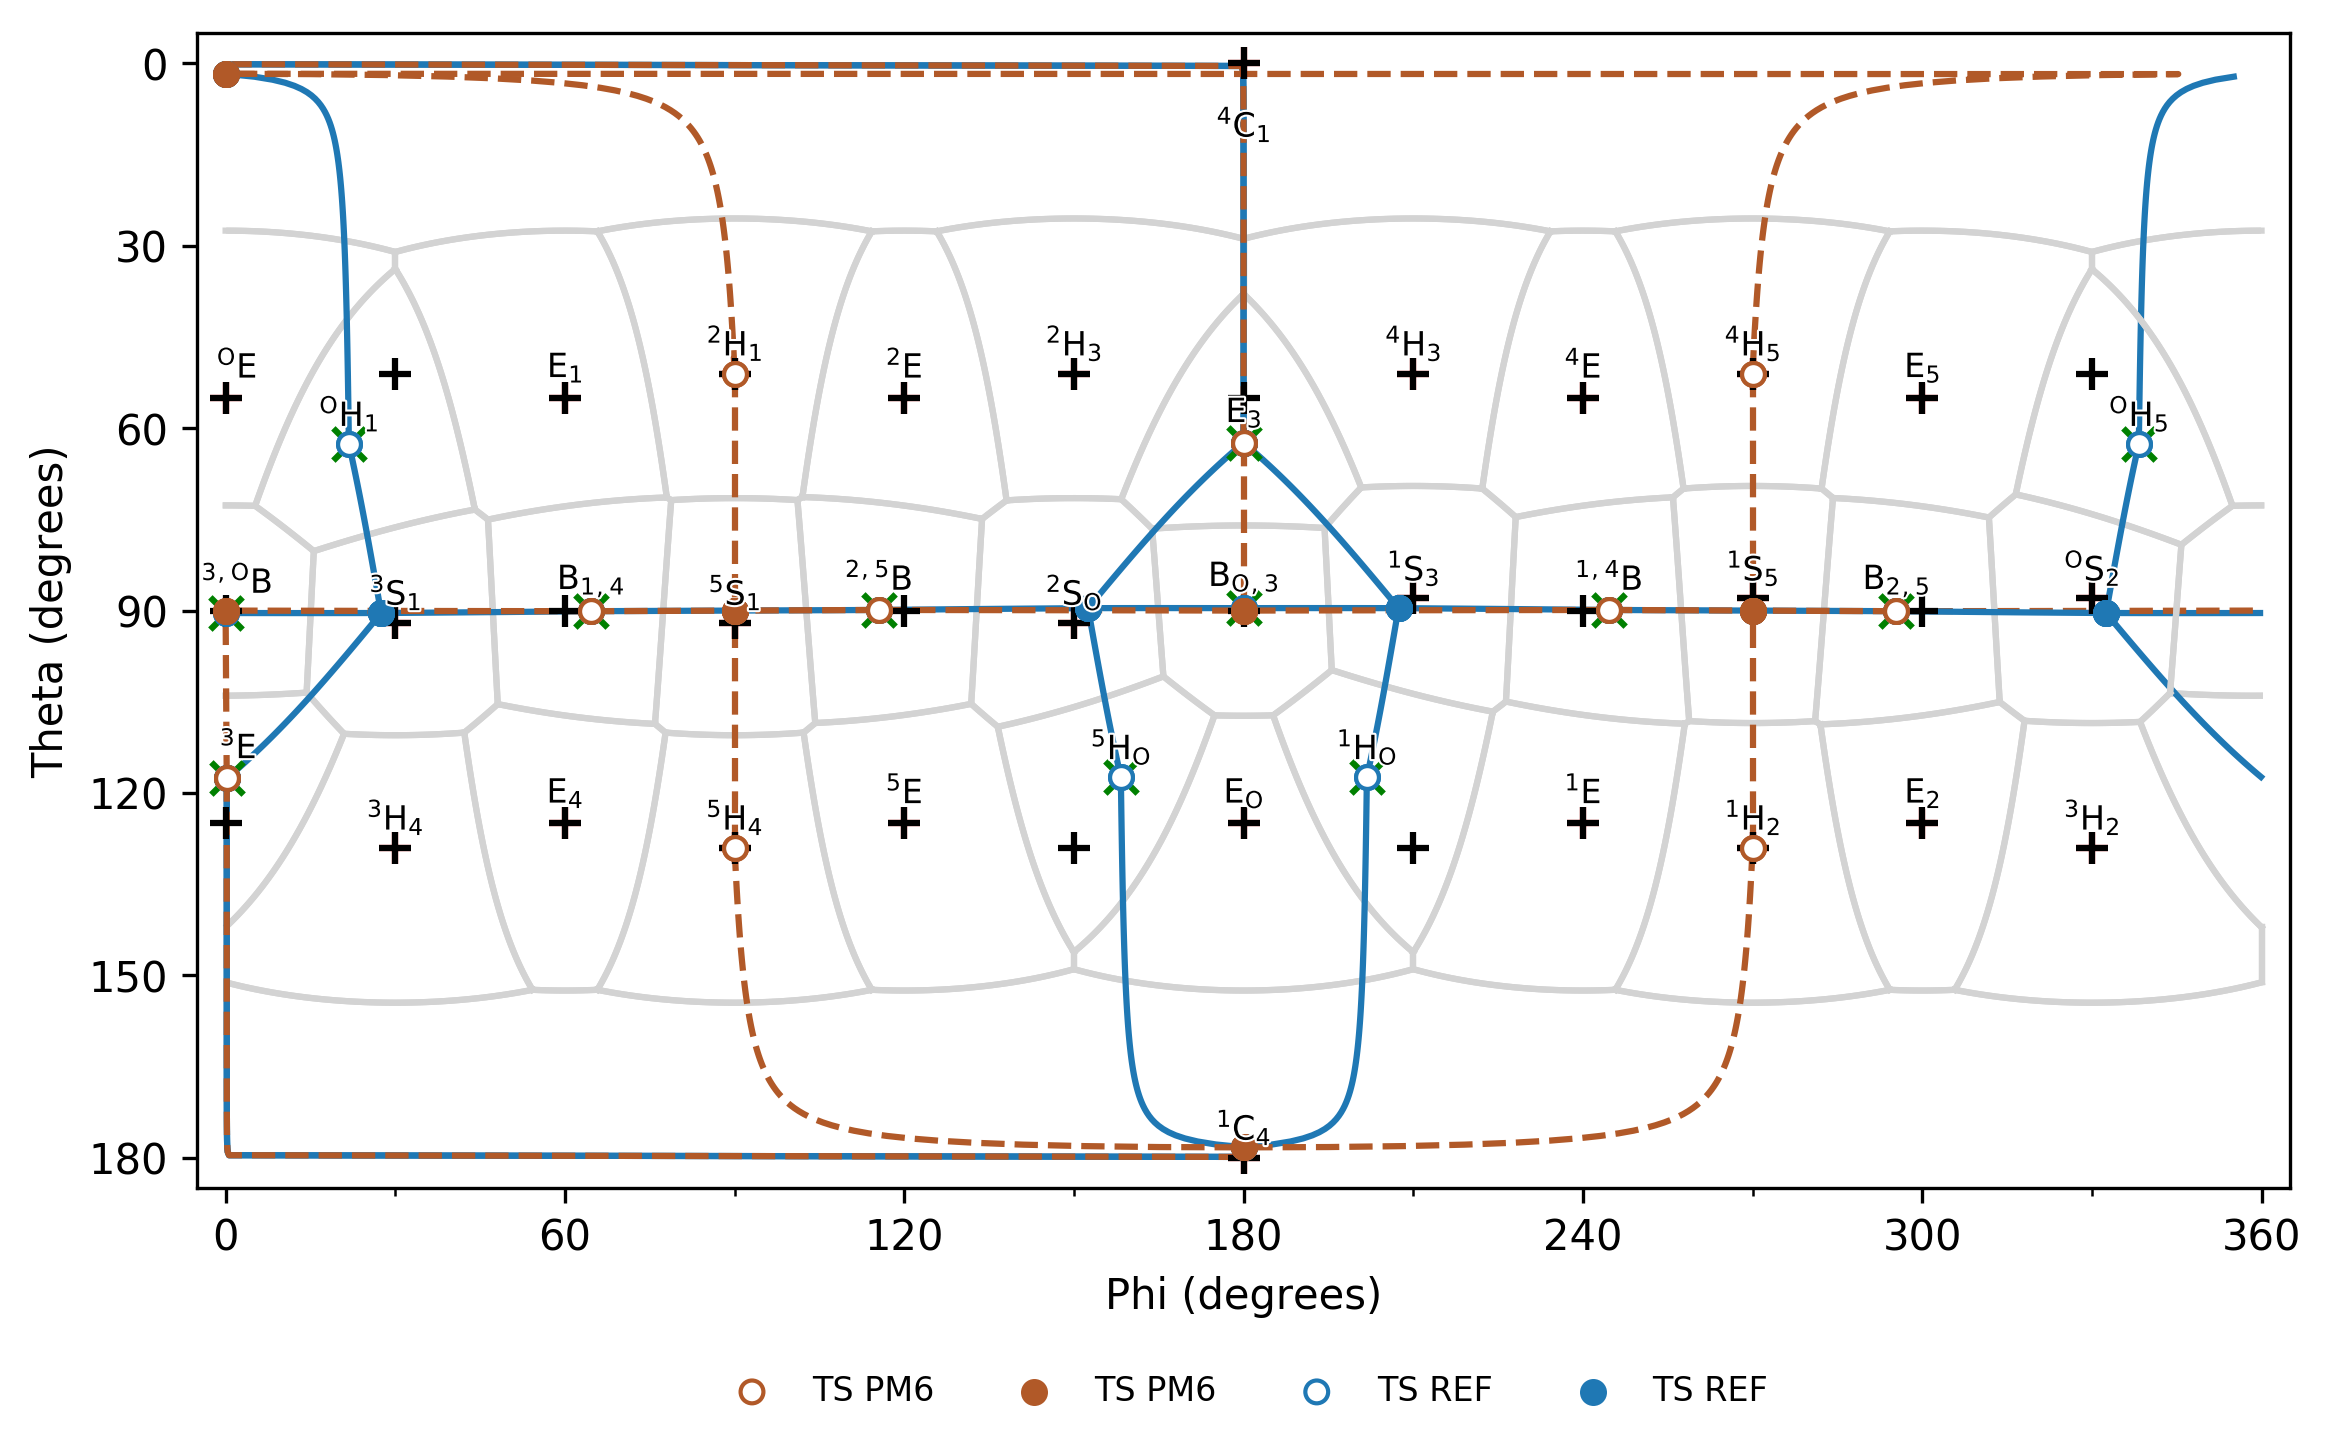 0
30
60
90
120
150
180
Theta (degrees)
⁴C₁
²H₁
²H₃
⁴H₃
⁴H₅
ᴼE
E₁
²E
⁴E
E₅
ᴼH₁
E₃
ᴼH₅
³,ᴼB
³S₁
B₁,₄
⁵S₁
²,⁵B
²Sₒ
Bₒ,₃
¹S₃
¹,⁴B
¹S₅
B₂,₅
ᴼS₂
³E
⁵Hₒ
¹Hₒ
³H₄
E₄
⁵H₄
⁵E
Eₒ
¹E
¹H₂
E₂
³H₂
¹C₄
0 60 120 180 240 300 360
Phi (degrees)
TS PM6 TS PM6 TS REF TS REF